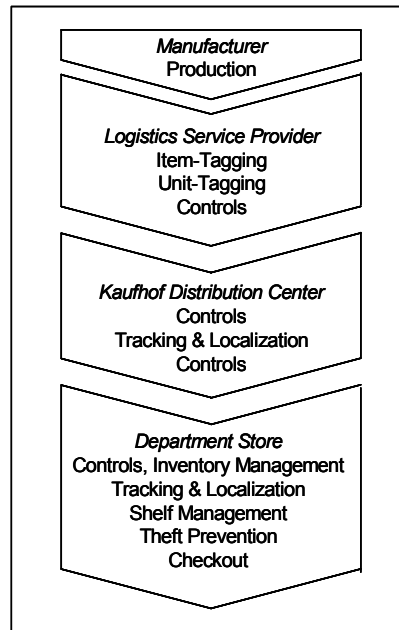 Manufacturer
Production
Logistics Service Provider
Item-Tagging
Unit-Tagging
Controls
Kaufhof Distribution Center
Controls
Tracking & Localization
Controls
Department Store
Controls, Inventory Management
Tracking & Localization
Shelf Management
Theft Prevention
Checkout